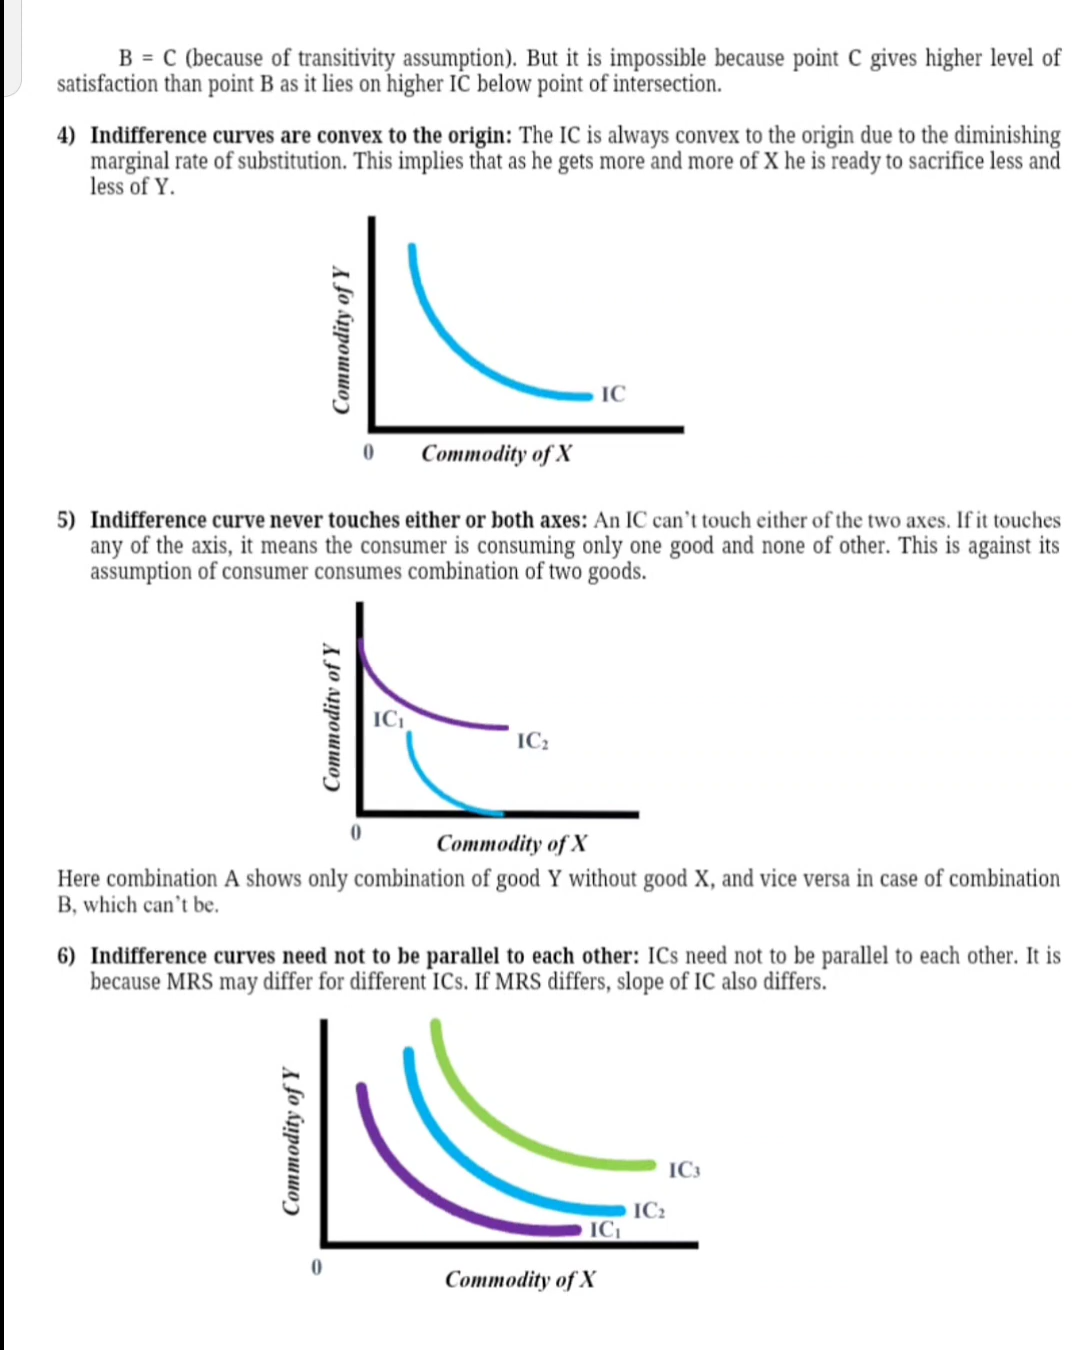 B = C (because of transitivity assumption). But it is impossible because point C gives higher level of
satisfaction than point B as it lies on higher IC below point of intersection.
4) Indifference curves are convex to the origin: The IC is always convex to the origin due to the diminishing
marginal rate of substitution. This implies that as he gets more and more of X he is ready to sacrifice less and
less of Y.
Commodity of Y
IC
0
Commodity of X
5) Indifference curve never touches either or both axes: An IC can't touch either of the two axes. If it touches
any of the axis, it means the consumer is consuming only one good and none of other. This is against its
assumption of consumer consumes combination of two goods.
Commodity of Y
IC₁
IC₂
0
Commodity of X
Here combination A shows only combination of good Y without good X, and vice versa in case of combination
B, which can't be.
6) Indifference curves need not to be parallel to each other: ICs need not to be parallel to each other. It is
because MRS may differ for different ICs. If MRS differs, slope of IC also differs.
Commodity of Y
IC₃
IC₂
IC₁
0
Commodity of X